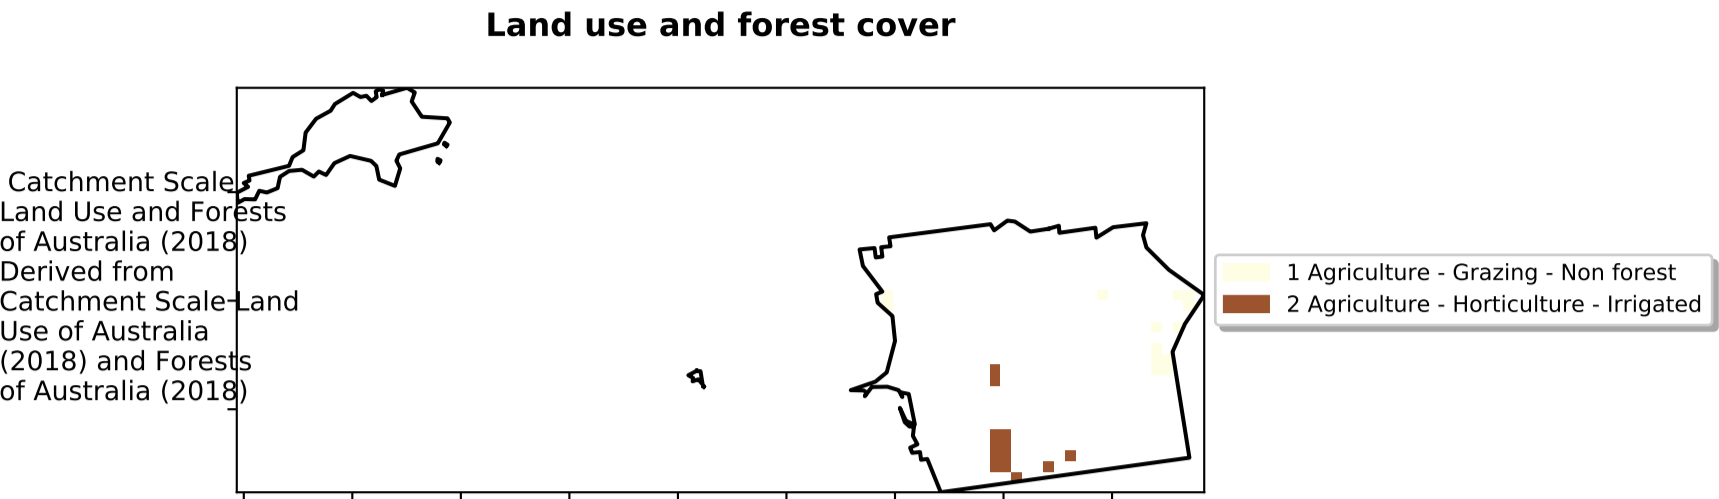 Land use and forest cover
Catchment Scale
Land Use and Forests
of Australia (2018)
Derived from
Catchment Scale Land
Use of Australia
(2018) and Forests
of Australia (2018)
1 Agriculture - Grazing - Non forest
2 Agriculture - Horticulture - Irrigated